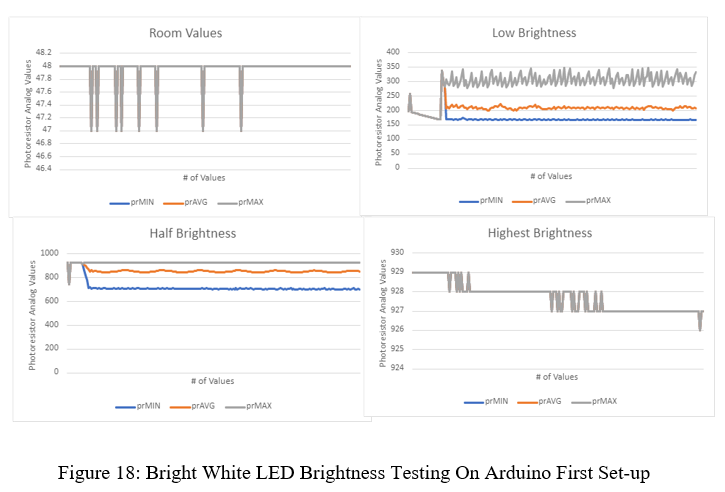 Room Values
Photoresistor Analog Values
48.2
48
47.8
47.6
47.4
47.2
47
46.8
46.6
46.4
# of Values
prMIN prAVG prMAX
Low Brightness
Photoresistor Analog Values
400
350
300
250
200
150
100
50
0
# of Values
prMIN prAVG prMAX
Half Brightness
Photoresistor Analog Values
1000
800
600
400
200
0
# of Values
prMIN prAVG prMAX
Highest Brightness
Photoresistor Analog Values
930
929
928
927
926
925
924
# of Values
prMIN prAVG prMAX
Figure 18: Bright White LED Brightness Testing On Arduino First Set-up